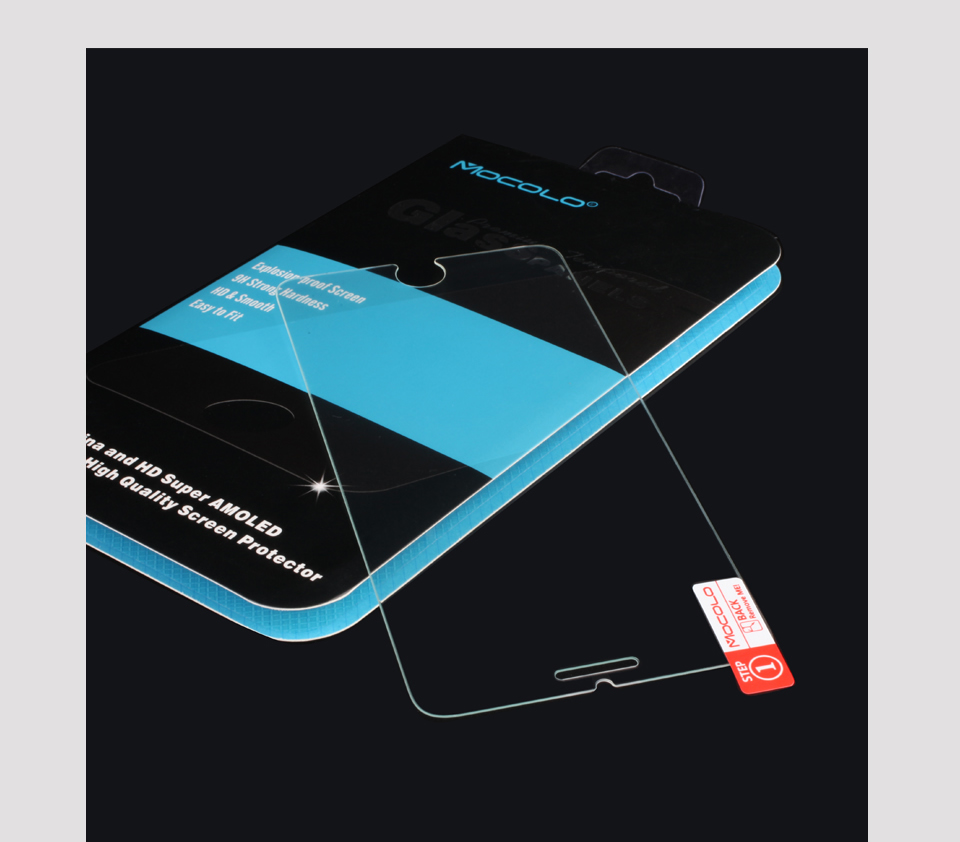 MOCOLO®
Glass
Explosion-proof Screen
9H Strong Hardness
HD & Smooth
Easy to Fit
ina and HD Super AMOLED
High Quality Screen Protector
MOCOLO
BACK
Remove ME!
STEP
1